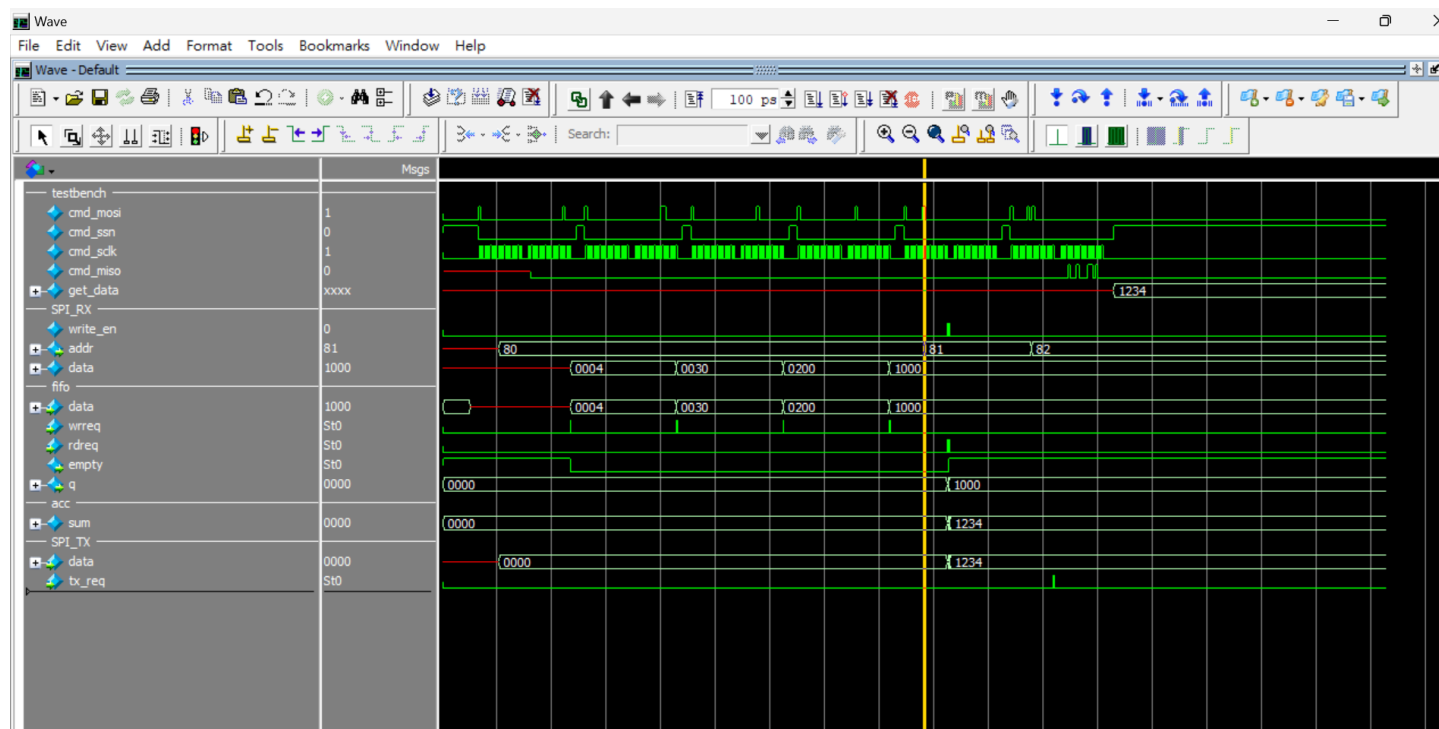 Wave
File Edit View Add Format Tools Bookmarks Window Help
Wave - Default
100 ps
Search:
Msgs
testbench
cmd_mosi 1
cmd_ssn 0
cmd_sclk 1
cmd_miso 0
get_data xxxx 1234
SPI_RX
write_en 0
addr 81 80 81 82
data 1000 0004 0030 0200 1000
fifo
data 1000 0004 0030 0200 1000
wrreq St0
rdreq St0
empty St0
q 0000 0000 1000
acc
sum 0000 0000 1234
SPI_TX
data 0000 0000 1234
tx_req St0